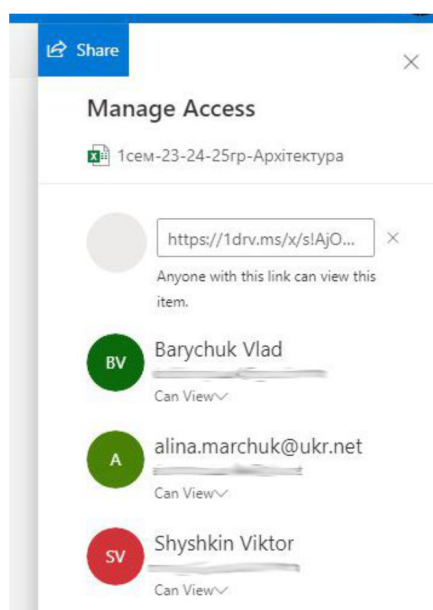 Share
Manage Access
1сем-23-24-25гр-Архітектура
https://1drv.ms/x/s!AjO...
Anyone with this link can view this
item.
BV
Barychuk Vlad
Can View
A
alina.marchuk@ukr.net
Can View
SV
Shyshkin Viktor
Can View